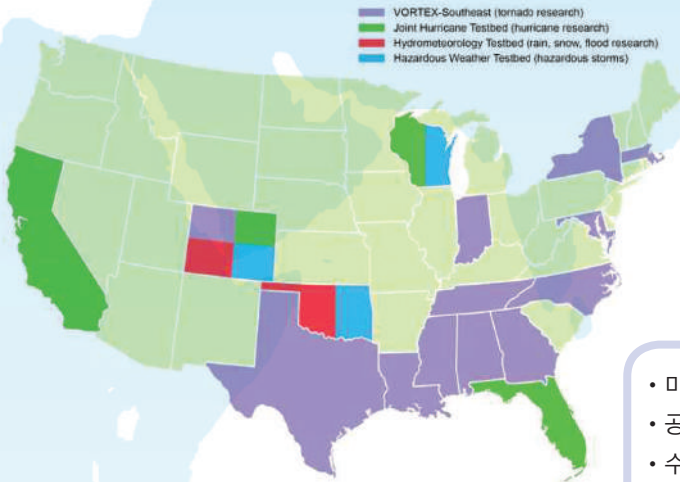 VORTEX-Southeast (tornado research)
Joint Hurricane Testbed (hurricane research)
Hydrometeorology Testbed (rain, snow, flood research)
Hazardous Weather Testbed (hazardous storms)
• 미
• 공
• 수